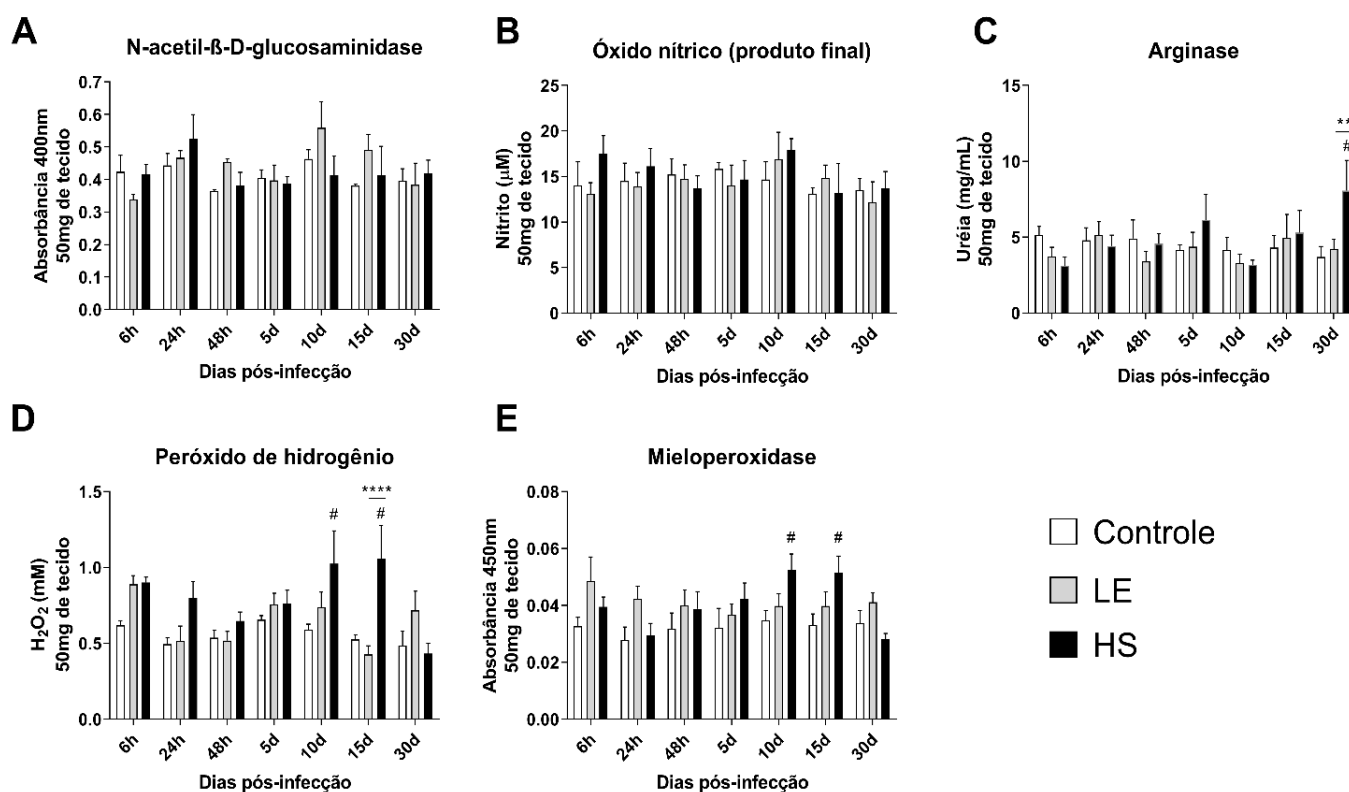 A
N-acetil-ß-D-glucosaminidase
Absorbância 400nm
50mg de tecido
0.7
0.6
0.5
0.4
0.3
0.2
0.1
0.0
6h 24h 48h 5d 10d 15d 30d
Dias pós-infecção
B
Óxido nítrico (produto final)
Nitrito (µM)
50mg de tecido
25
20
15
10
5
0
6h 24h 48h 5d 10d 15d 30d
Dias pós-infecção
C
Arginase
Uréia (mg/mL)
50mg de tecido
15
10
5
0
**
#
6h 24h 48h 5d 10d 15d 30d
Dias pós-infecção
D
Peróxido de hidrogênio
H₂O₂ (mM)
50mg de tecido
1.5
1.0
0.5
0.0
****
# #
6h 24h 48h 5d 10d 15d 30d
Dias pós-infecção
E
Mieloperoxidase
Absorbância 450nm
50mg de tecido
0.08
0.06
0.04
0.02
0.00
# #
6h 24h 48h 5d 10d 15d 30d
Dias pós-infecção
Controle
LE
HS